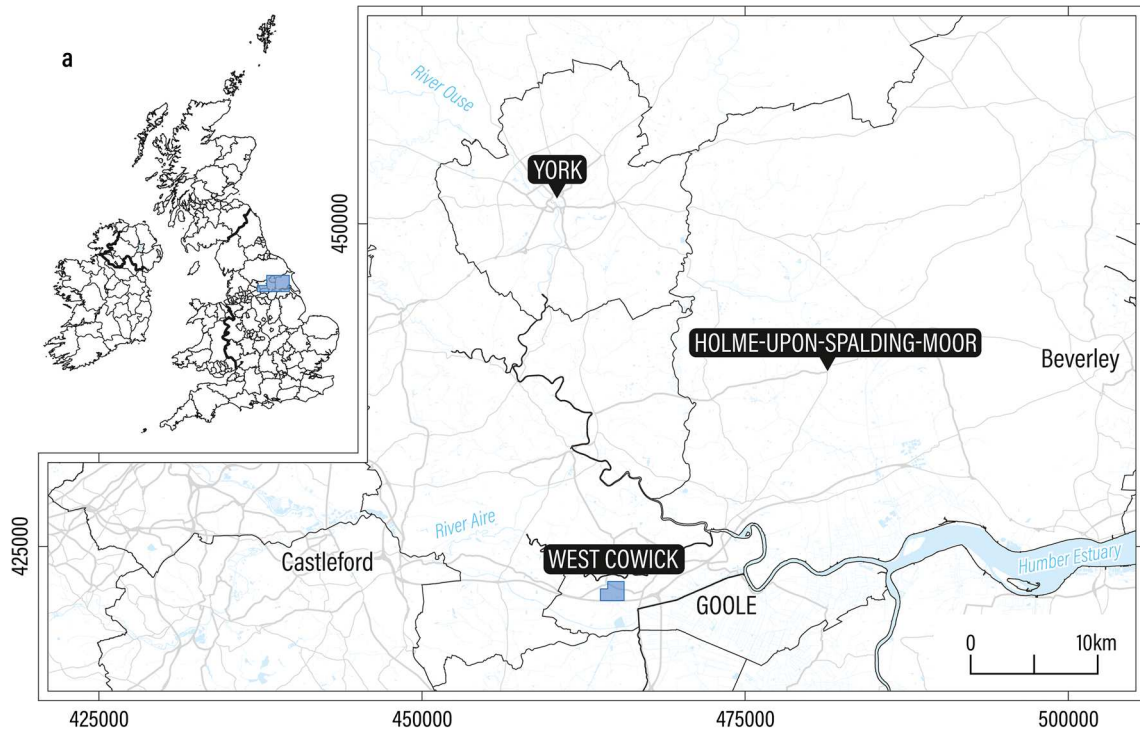 a
River Ouse
YORK
450000
HOLME-UPON-SPALDING-MOOR
Beverley
River Aire
425000
Castleford
WEST COWICK
GOOLE
Humber Estuary
0 10km
425000 450000 475000 500000